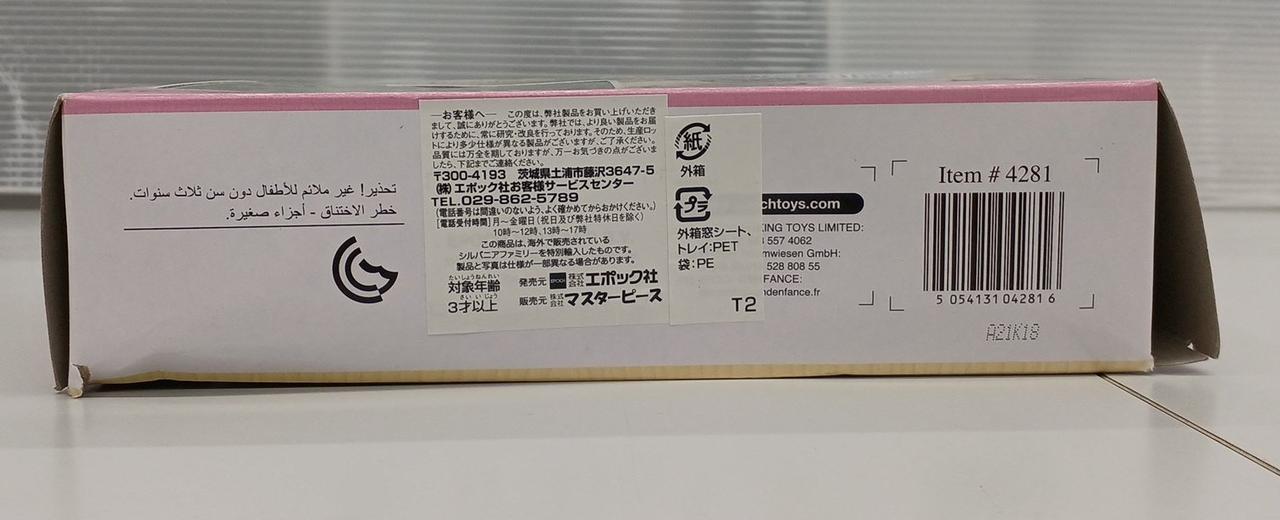 تحذير! غير ملائم للأطفال دون سن ثلاث سنوات.
خطر الاختناق - أجزاء صغيرة.
—お客様へ— この度は、弊社製品をお買い上げいただき
まして、誠にありがとうございます。弊社では、より良い製品をお届
けするために、常に研究・改良を行っております。そのため、生産ロッ
トにより多少仕様が異なる製品がございますが、ご了承ください。
品質には万全を期しておりますが、万一お気づきの点がございま
したら、下記までご連絡ください。
〒300-4193 茨城県土浦市藤沢3647-5
(株)エポック社お客様サービスセンター
TEL.029-862-5789
(電話番号は間違いのないよう、よく確かめておかけください。)
[電話受付時間]月~金曜日(祝日及び弊社特休日を除く)
10時~12時、13時~17時
この商品は、海外で販売されている
シルバニアファミリーを特別輸入したものです。
製品と写真は仕様が一部異なる場合があります。
たいしょうねんれい
対象年齢
さいいじょう
3才以上
発売元 EPOCH 株式会社エポック社
販売元 株式会社マスターピース
紙
外箱
プラ
外箱窓シート、
トレイ:PET
袋:PE
T2
chtoys.com
KING TOYS LIMITED:
557 4062
mwiesen GmbH:
528 808 55
FANCE:
ndenfance.fr
Item # 4281
5 054131 042816
A21K18